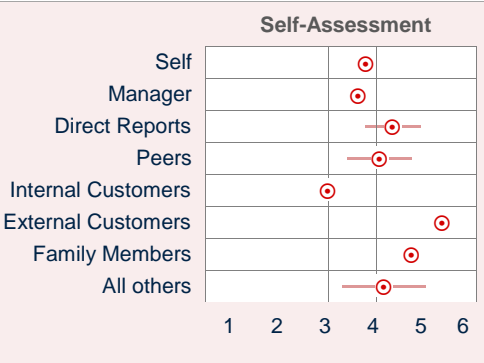 Self-Assessment
Self
Manager
Direct Reports
Peers
Internal Customers
External Customers
Family Members
All others
1 2 3 4 5 6